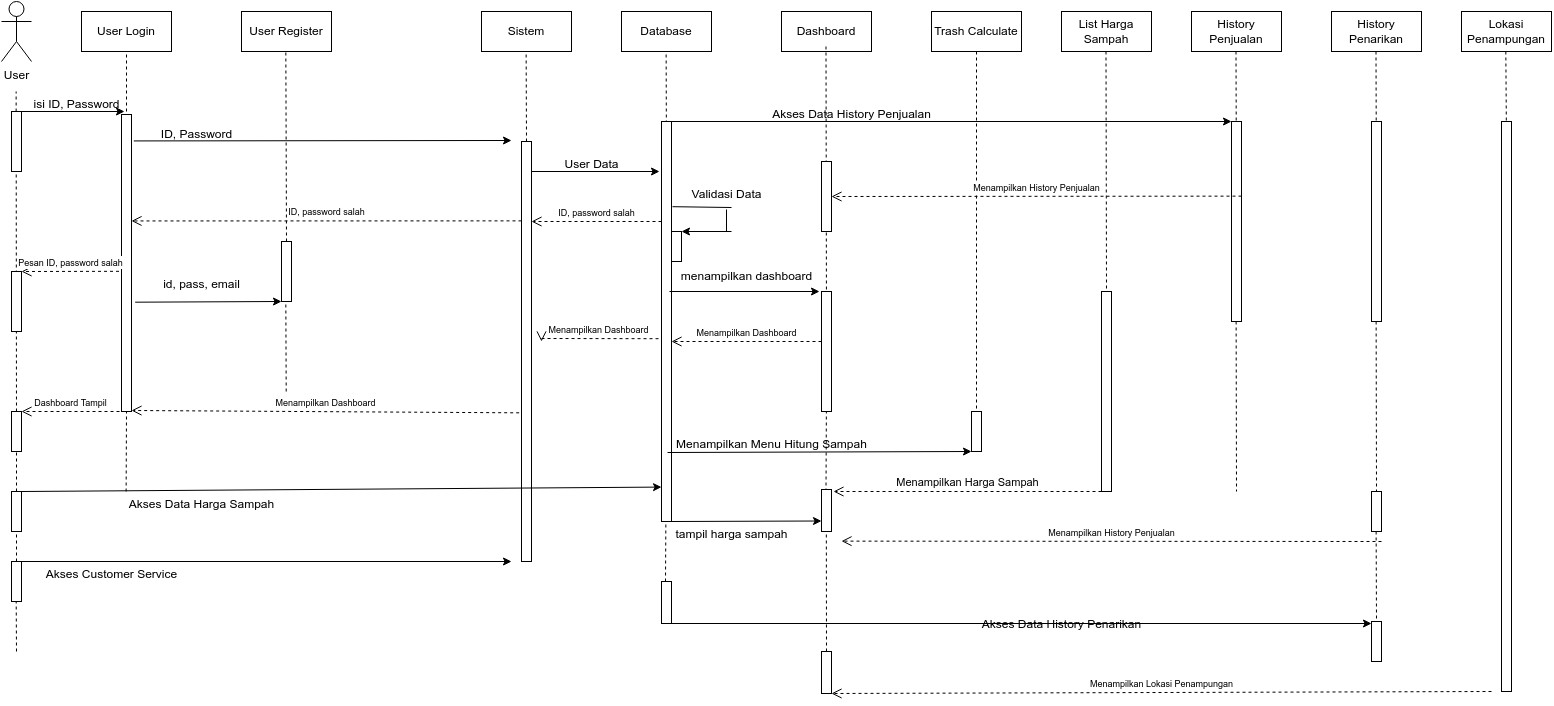 User
User Login
User Register
Sistem
Database
Dashboard
Trash Calculate
List Harga
Sampah
History
Penjualan
History
Penarikan
Lokasi
Penampungan
isi ID, Password
Akses Data History Penjualan
ID, Password
User Data
Menampilkan History Penjualan
Validasi Data
ID, password salah
ID, password salah
Pesan ID, password salah
menampilkan dashboard
id, pass, email
Menampilkan Dashboard
Menampilkan Dashboard
Dashboard Tampil
Menampilkan Dashboard
Menampilkan Menu Hitung Sampah
Menampilkan Harga Sampah
Akses Data Harga Sampah
tampil harga sampah
Menampilkan History Penjualan
Akses Customer Service
Akses Data History Penarikan
Menampilkan Lokasi Penampungan